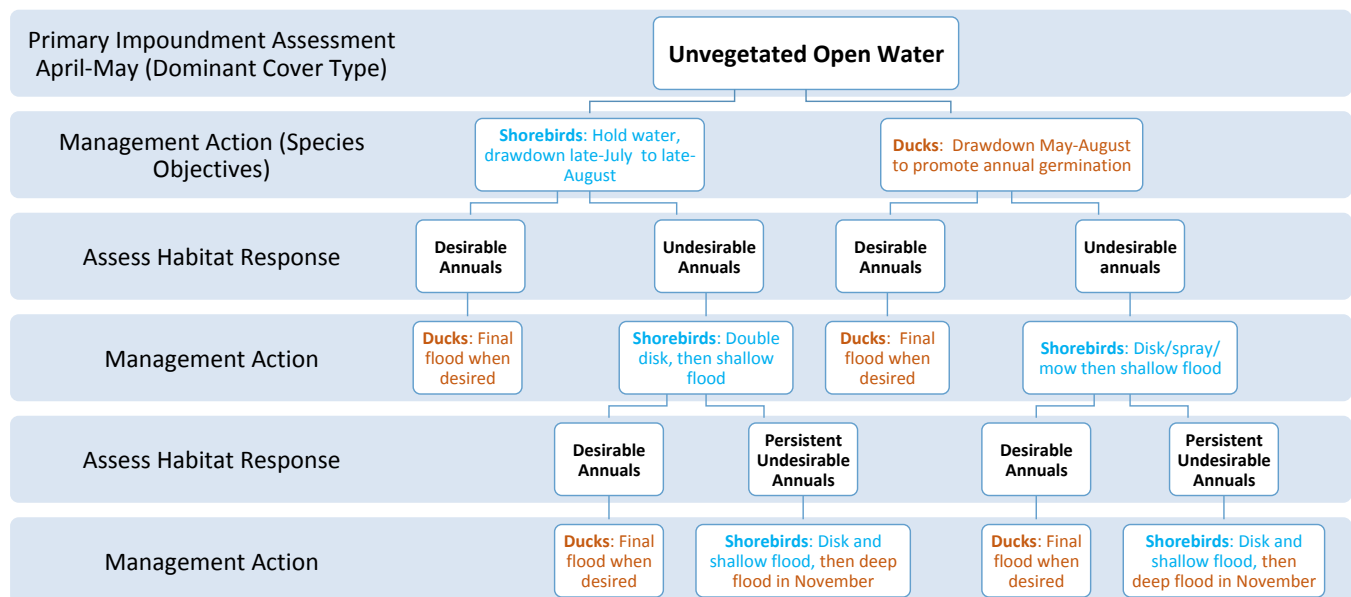 Primary Impoundment Assessment
April-May (Dominant Cover Type)
Unvegetated Open Water
Management Action (Species
Objectives)
Shorebirds: Hold water,
drawdown late-July to late-
August
Ducks: Drawdown May-August
to promote annual germination
Assess Habitat Response
Desirable
Annuals
Undesirable
Annuals
Desirable
Annuals
Undesirable
annuals
Management Action
Ducks: Final
flood when
desired
Shorebirds: Double
disk, then shallow
flood
Ducks: Final
flood when
desired
Shorebirds: Disk/spray/
mow then shallow flood
Assess Habitat Response
Desirable
Annuals
Persistent
Undesirable
Annuals
Desirable
Annuals
Persistent
Undesirable
Annuals
Management Action
Ducks: Final
flood when
desired
Shorebirds: Disk and
shallow flood, then deep
flood in November
Ducks: Final
flood when
desired
Shorebirds: Disk and
shallow flood, then
deep flood in November